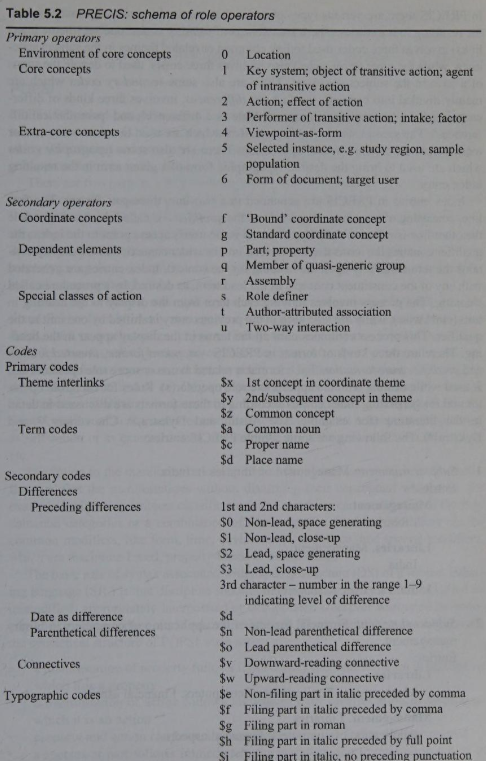 Table 5.2 PRECIS: schema of role operators
Primary operators
Environment of core concepts 0 Location
Core concepts 1 Key system; object of transitive action; agent
of intransitive action
2 Action; effect of action
3 Performer of transitive action; intake; factor
Extra-core concepts 4 Viewpoint-as-form
5 Selected instance, e.g. study region, sample
population
6 Form of document; target user
Secondary operators
Coordinate concepts f 'Bound' coordinate concept
g Standard coordinate concept
Dependent elements p Part; property
q Member of quasi-generic group
r Assembly
Special classes of action s Role definer
t Author-attributed association
u Two-way interaction
Codes
Primary codes
Theme interlinks $x 1st concept in coordinate theme
$y 2nd/subsequent concept in theme
$z Common concept
Term codes $a Common noun
$c Proper name
$d Place name
Secondary codes
Differences
Preceding differences 1st and 2nd characters:
$0 Non-lead, space generating
$1 Non-lead, close-up
$2 Lead, space generating
$3 Lead, close-up
3rd character – number in the range 1–9
indicating level of difference
Date as difference $d
Parenthetical differences $n Non-lead parenthetical difference
$o Lead parenthetical difference
Connectives $v Downward-reading connective
$w Upward-reading connective
Typographic codes $e Non-filing part in italic preceded by comma
$f Filing part in italic preceded by comma
$g Filing part in roman
$h Filing part in italic preceded by full point
$i Filing part in italic, no preceding punctuation